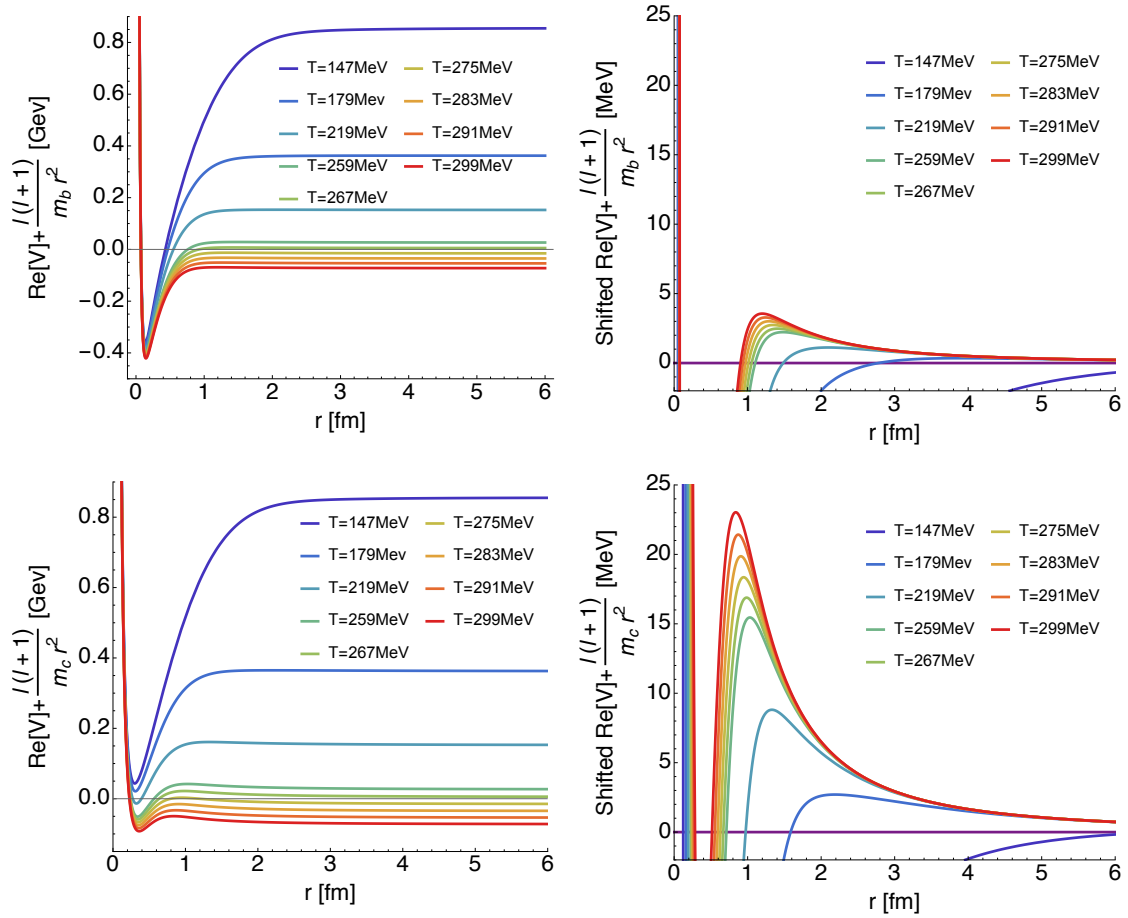 Re[V]+ l (l + 1) / m_b r^2 [Gev]
0.8
0.6
0.4
0.2
0.0
−0.2
−0.4
T=147MeV T=275MeV
T=179Mev T=283MeV
T=219MeV T=291MeV
T=259MeV T=299MeV
T=267MeV
0 1 2 3 4 5 6
r [fm]
Shifted Re[V]+ l (l + 1) / m_b r^2 [MeV]
25
20
15
10
5
0
T=147MeV T=275MeV
T=179Mev T=283MeV
T=219MeV T=291MeV
T=259MeV T=299MeV
T=267MeV
0 1 2 3 4 5 6
r [fm]
Re[V]+ l (l + 1) / m_c r^2 [Gev]
0.8
0.6
0.4
0.2
0.0
T=147MeV T=275MeV
T=179Mev T=283MeV
T=219MeV T=291MeV
T=259MeV T=299MeV
T=267MeV
0 1 2 3 4 5 6
r [fm]
Shifted Re[V]+ l (l + 1) / m_c r^2 [MeV]
25
20
15
10
5
0
T=147MeV T=275MeV
T=179Mev T=283MeV
T=219MeV T=291MeV
T=259MeV T=299MeV
T=267MeV
0 1 2 3 4 5 6
r [fm]